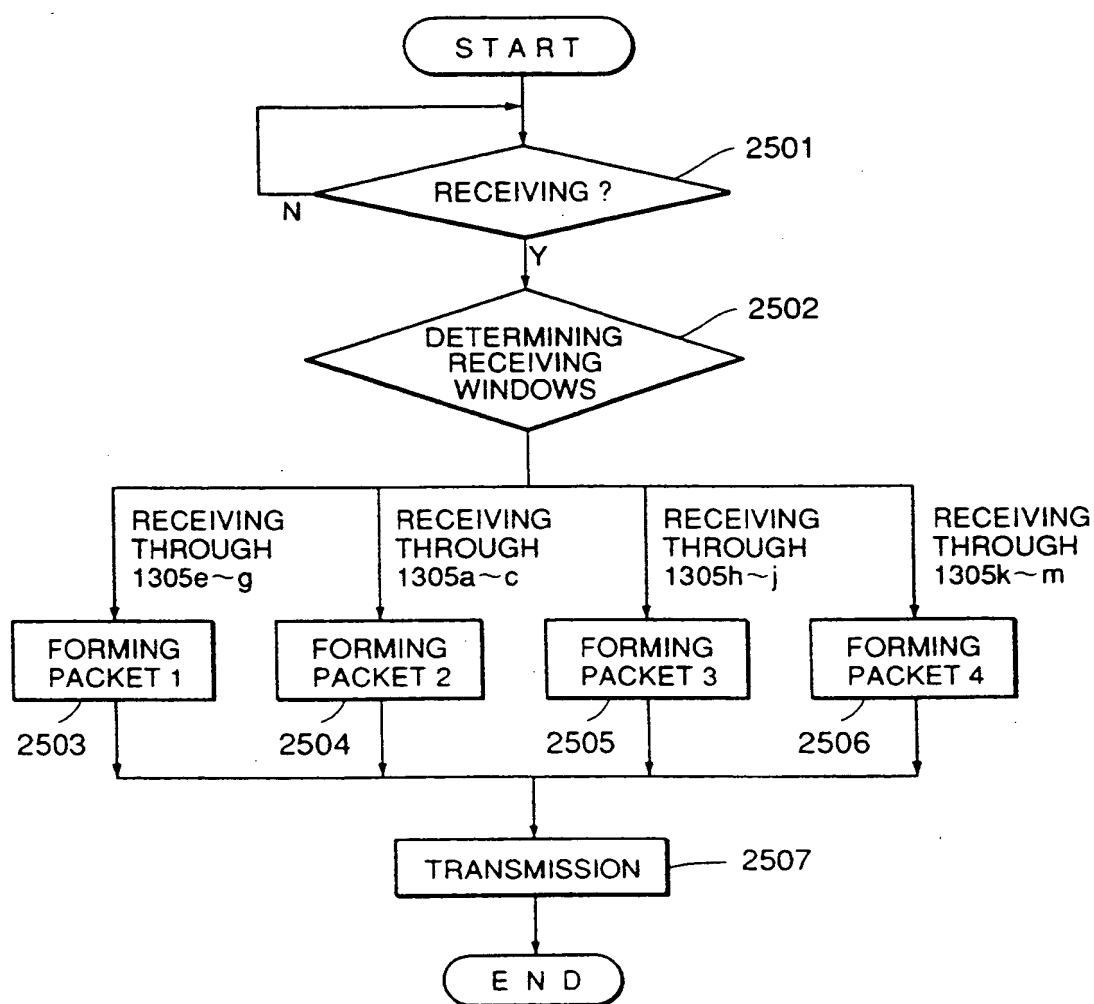 START
2501
RECEIVING ?
N
Y
2502
DETERMINING
RECEIVING
WINDOWS
RECEIVING
THROUGH
1305e~g
RECEIVING
THROUGH
1305a~c
RECEIVING
THROUGH
1305h~j
RECEIVING
THROUGH
1305k~m
FORMING
PACKET 1
FORMING
PACKET 2
FORMING
PACKET 3
FORMING
PACKET 4
2503
2504
2505
2506
TRANSMISSION
2507
END